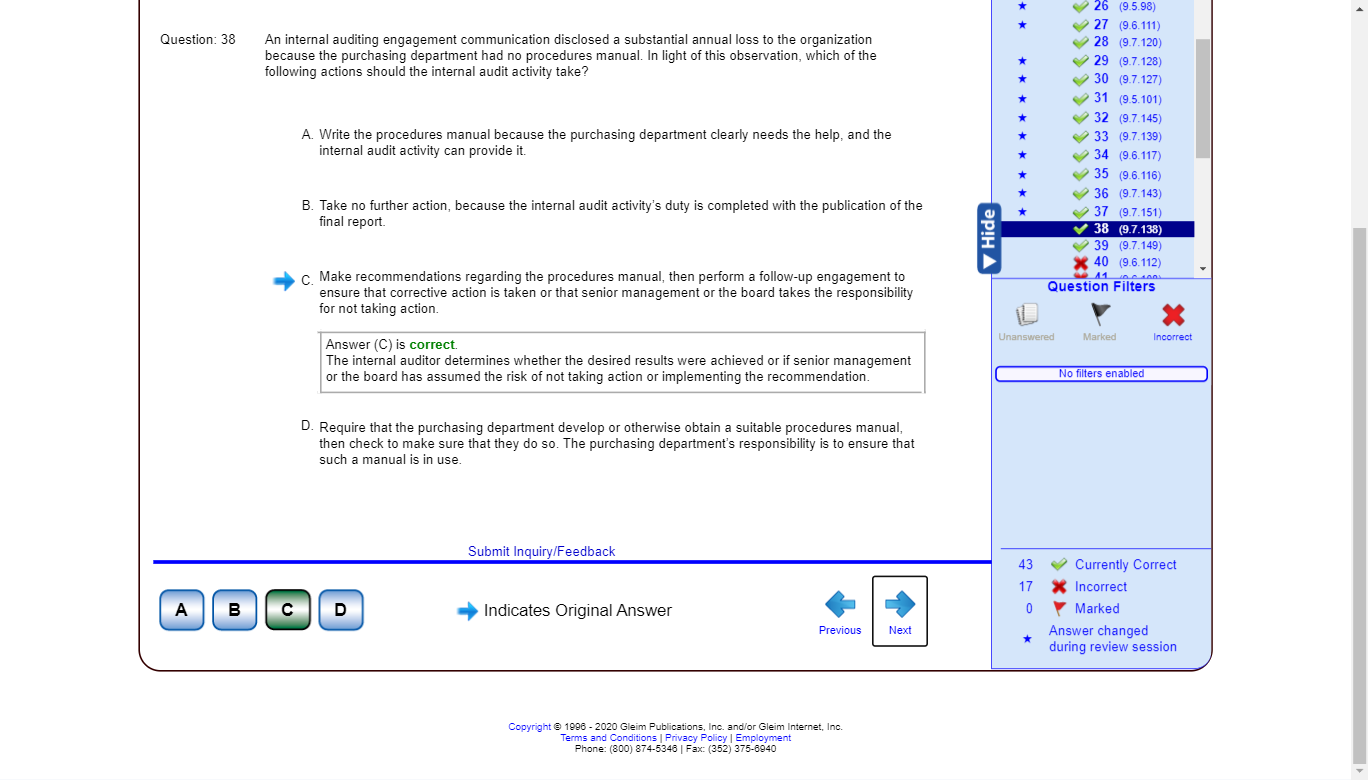 Question: 38
An internal auditing engagement communication disclosed a substantial annual loss to the organization
because the purchasing department had no procedures manual. In light of this observation, which of the
following actions should the internal audit activity take?
A. Write the procedures manual because the purchasing department clearly needs the help, and the
internal audit activity can provide it.
B. Take no further action, because the internal audit activity's duty is completed with the publication of the
final report.
C. Make recommendations regarding the procedures manual, then perform a follow-up engagement to
ensure that corrective action is taken or that senior management or the board takes the responsibility
for not taking action.
Answer (C) is correct.
The internal auditor determines whether the desired results were achieved or if senior management
or the board has assumed the risk of not taking action or implementing the recommendation.
D. Require that the purchasing department develop or otherwise obtain a suitable procedures manual,
then check to make sure that they do so. The purchasing department's responsibility is to ensure that
such a manual is in use.
Submit Inquiry/Feedback
A B C D
Indicates Original Answer
Previous
Next
Hide
26 (9.5.98)
27 (9.6.111)
28 (9.7.120)
29 (9.7.128)
30 (9.7.127)
31 (9.5.101)
32 (9.7.145)
33 (9.7.139)
34 (9.6.117)
35 (9.6.116)
36 (9.7.143)
37 (9.7.151)
38 (9.7.138)
39 (9.7.149)
40 (9.6.112)
41
Question Filters
Unanswered
Marked
Incorrect
No filters enabled
43 Currently Correct
17 Incorrect
0 Marked
Answer changed
during review session
Copyright © 1996 - 2020 Gleim Publications, Inc. and/or Gleim Internet, Inc.
Terms and Conditions | Privacy Policy | Employment
Phone: (800) 874-5346 | Fax: (352) 375-6940